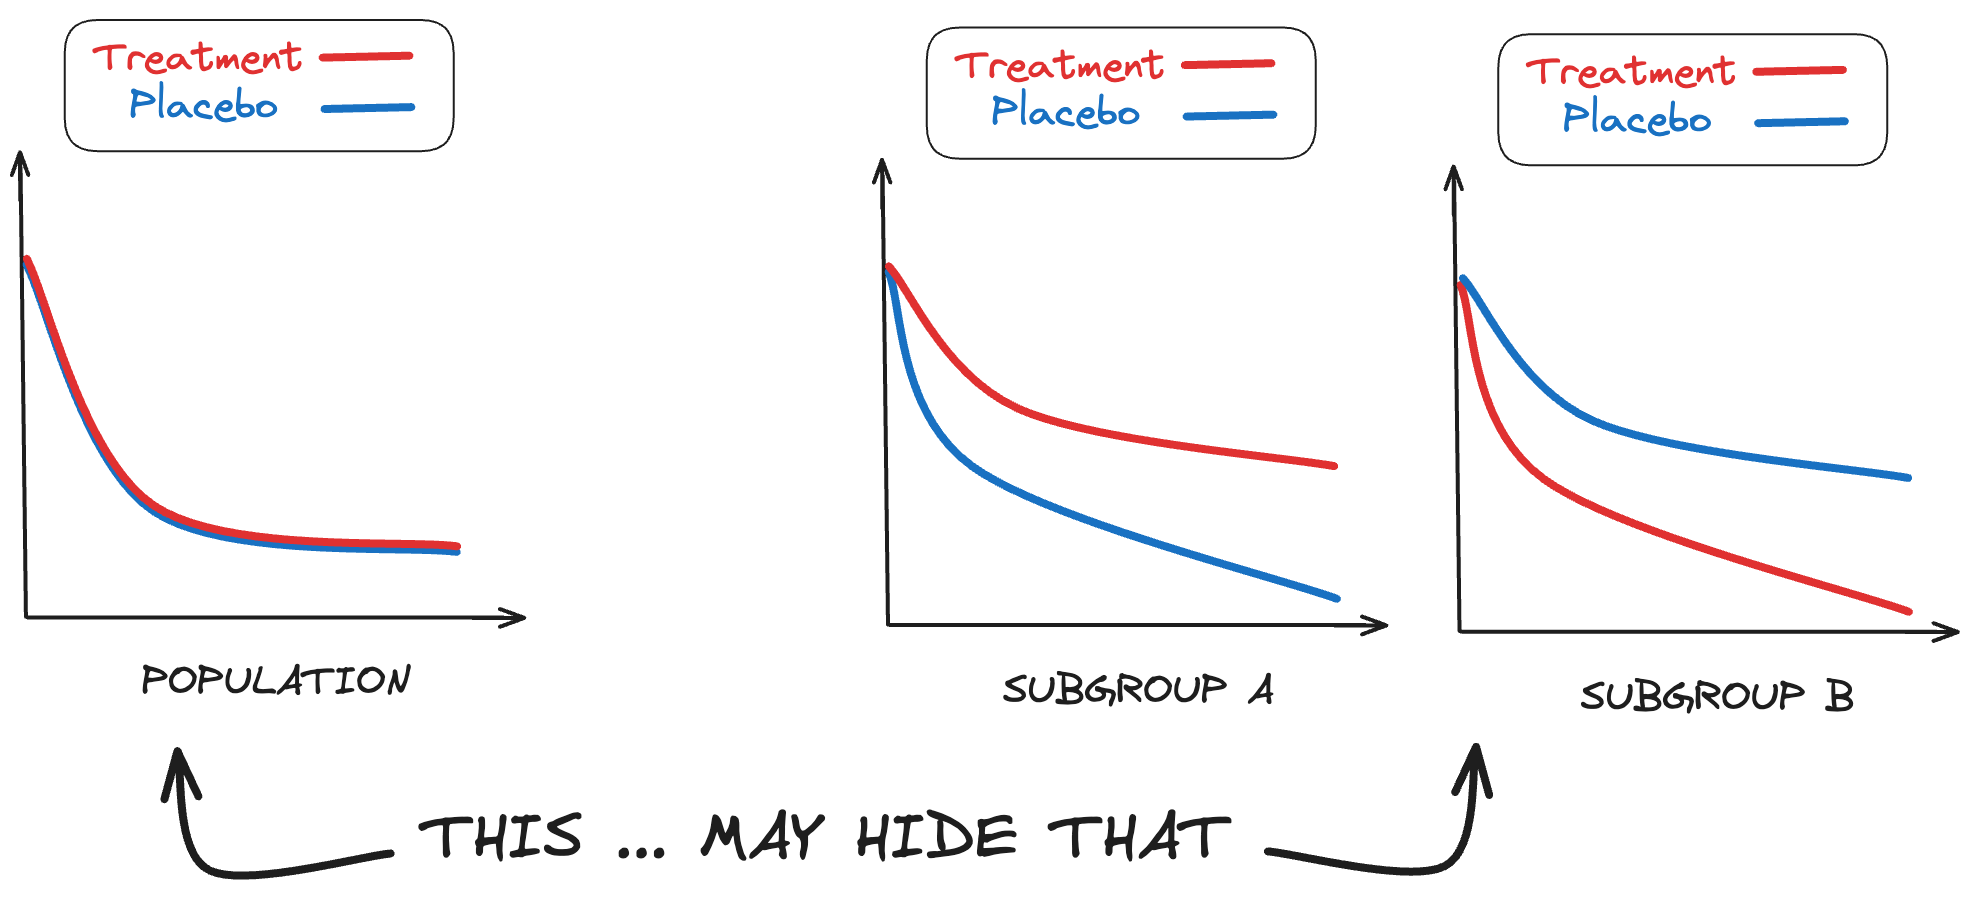 Treatment
Placebo
POPULATION
Treatment
Placebo
SUBGROUP A
Treatment
Placebo
SUBGROUP B
THIS ... MAY HIDE THAT